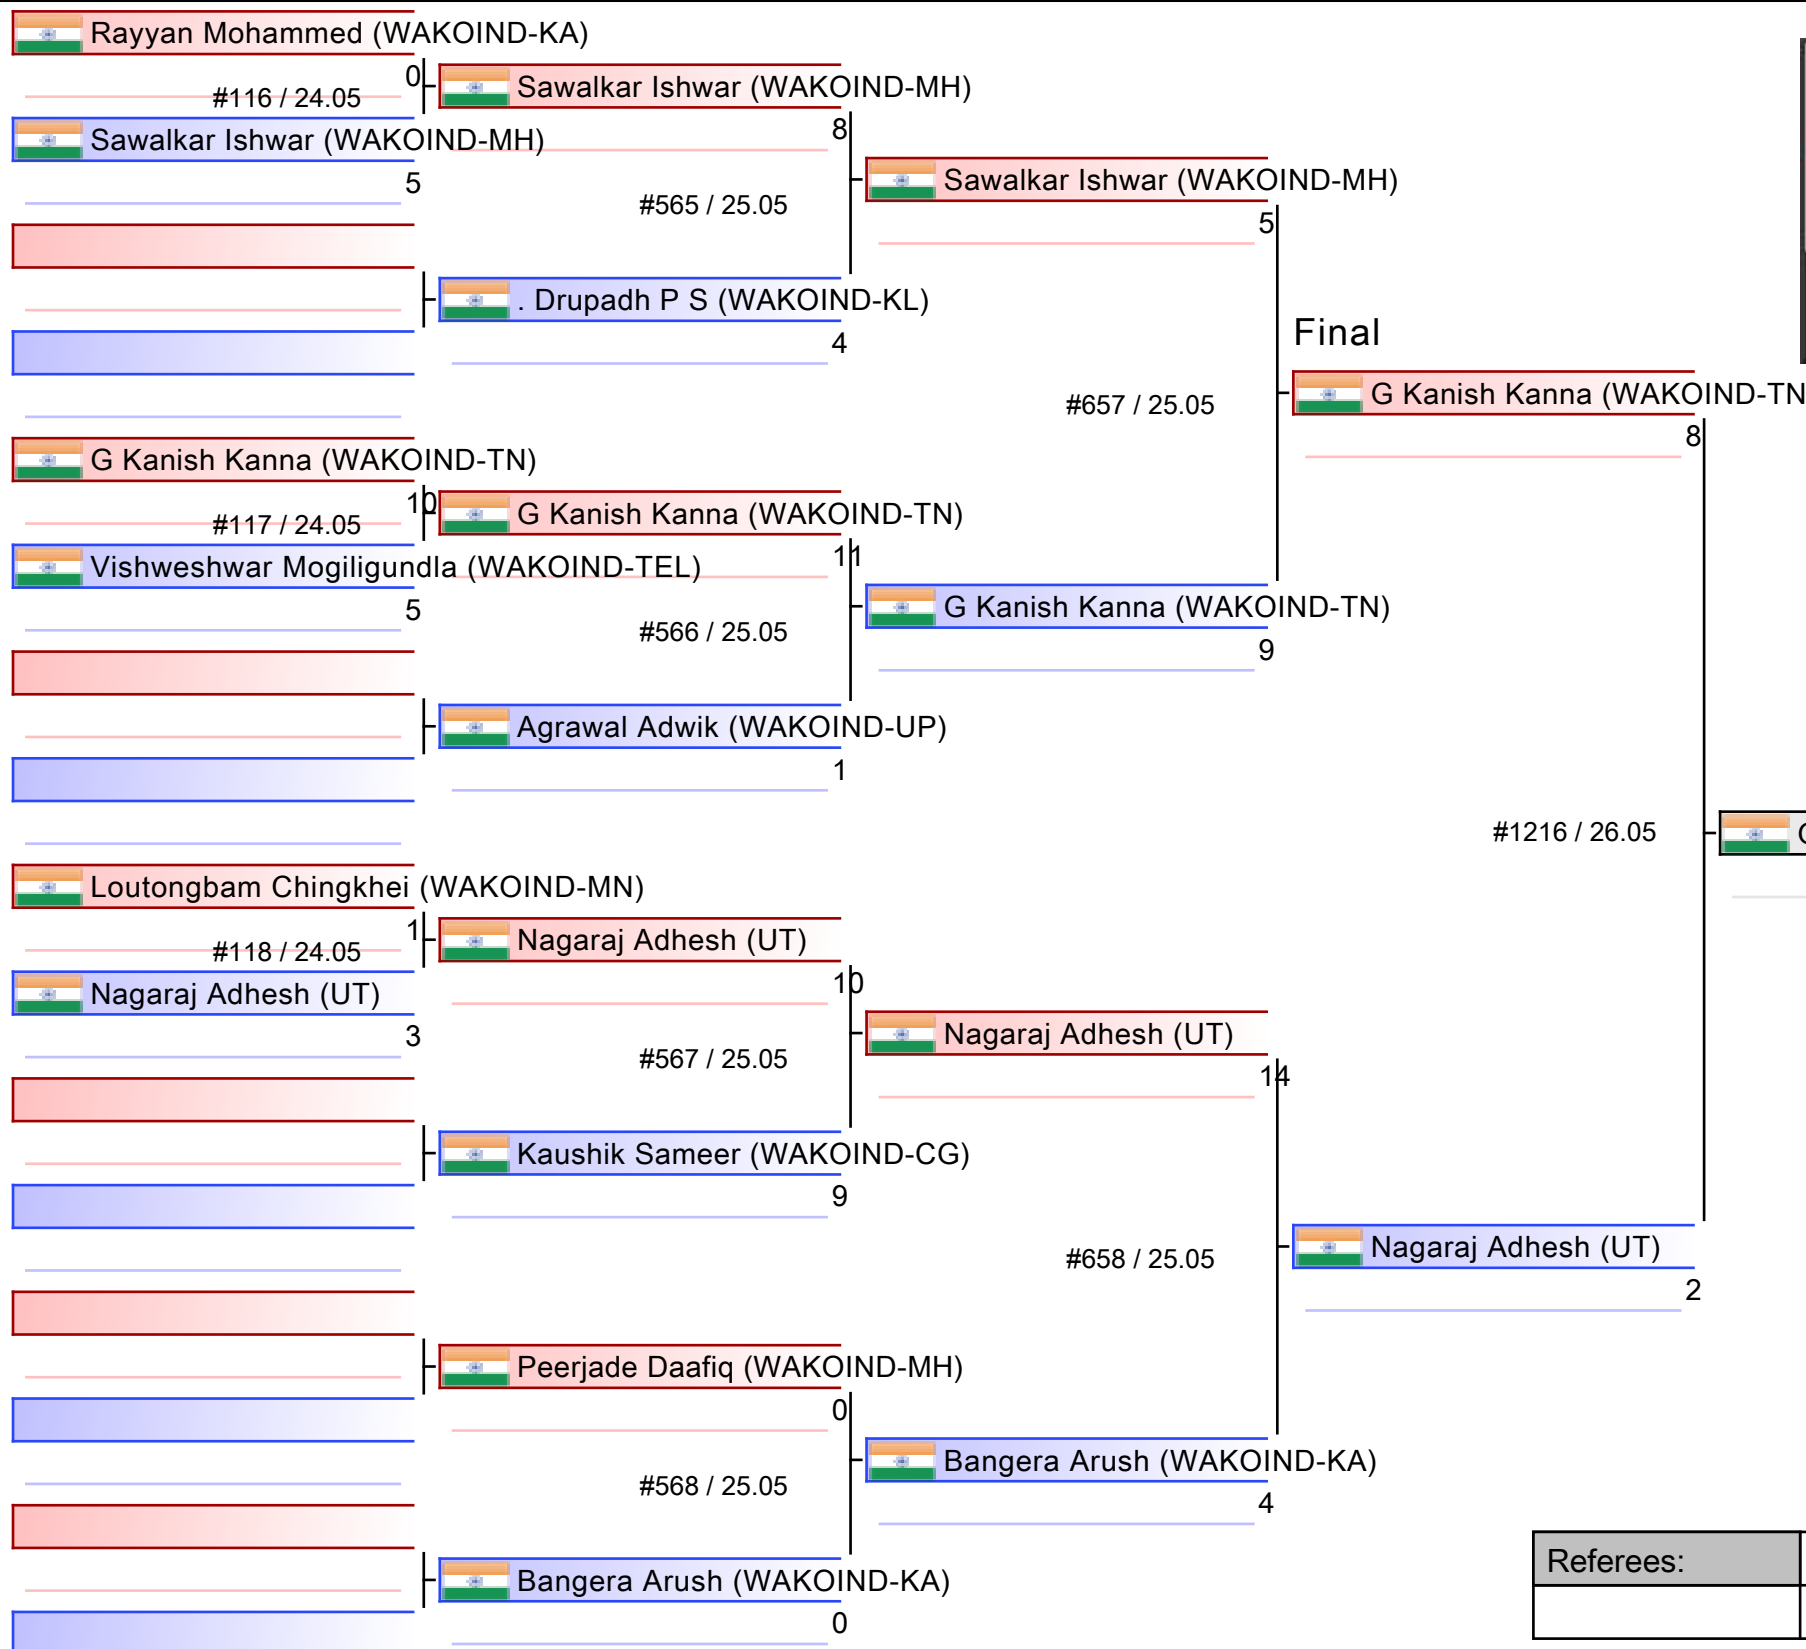 Rayyan Mohammed (WAKOIND-KA)
0
#116 / 24.05
Sawalkar Ishwar (WAKOIND-MH)
5
G Kanish Kanna (WAKOIND-TN)
10
#117 / 24.05
Vishweshwar Mogiligundla (WAKOIND-TEL)
5
Loutongbam Chingkhei (WAKOIND-MN)
1
#118 / 24.05
Nagaraj Adhesh (UT)
3
Sawalkar Ishwar (WAKOIND-MH)
8
#565 / 25.05
. Drupadh P S (WAKOIND-KL)
4
G Kanish Kanna (WAKOIND-TN)
11
#566 / 25.05
Agrawal Adwik (WAKOIND-UP)
1
Nagaraj Adhesh (UT)
10
#567 / 25.05
Kaushik Sameer (WAKOIND-CG)
9
Peerjade Daafiq (WAKOIND-MH)
0
#568 / 25.05
Bangera Arush (WAKOIND-KA)
0
Sawalkar Ishwar (WAKOIND-MH)
5
#657 / 25.05
G Kanish Kanna (WAKOIND-TN)
9
Nagaraj Adhesh (UT)
14
#658 / 25.05
Bangera Arush (WAKOIND-KA)
4
Final
G Kanish Kanna (WAKOIND-TN
8
#1216 / 26.05
Nagaraj Adhesh (UT)
2
Referees: